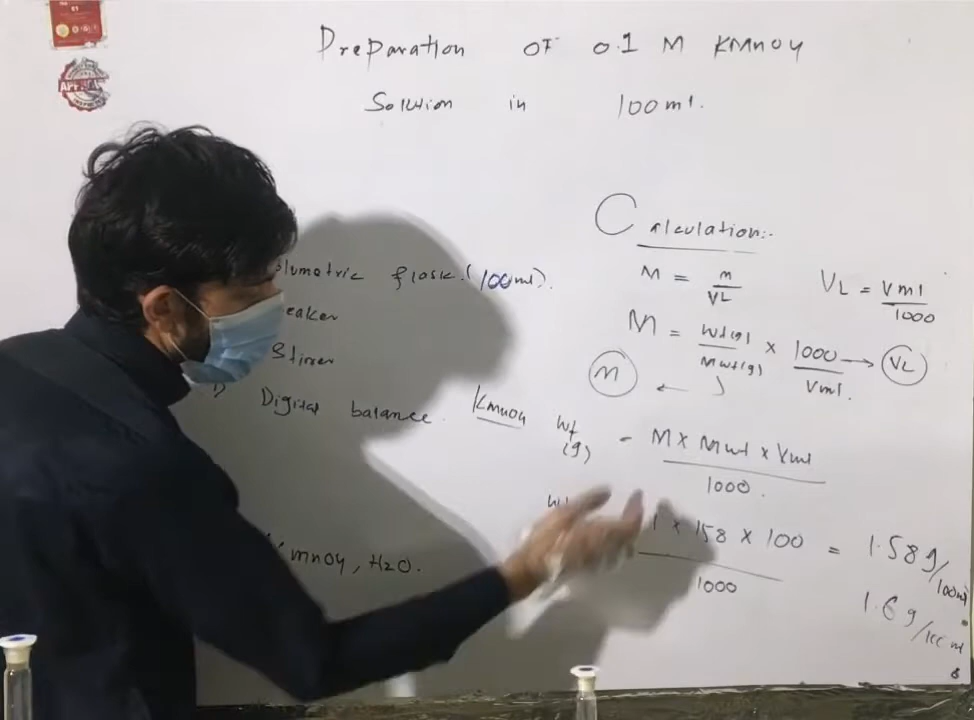 Preparation OF 0.1 M KMnO4
Solution in 100ml.
Calculation:-
M = m / VL
VL = Vml / 1000
M = wt(g) / Mwt(g) × 1000 / Vml. → VL
M ←
lumetric flask (100ml).
eaker
Stirrer
Digital balance.
KMnO4 wt (g) = M × Mwt × Vml / 1000.
1 × 158 × 100 / 1000 = 1.58g/100ml
1.6g/100ml
KmnO4, H2O.